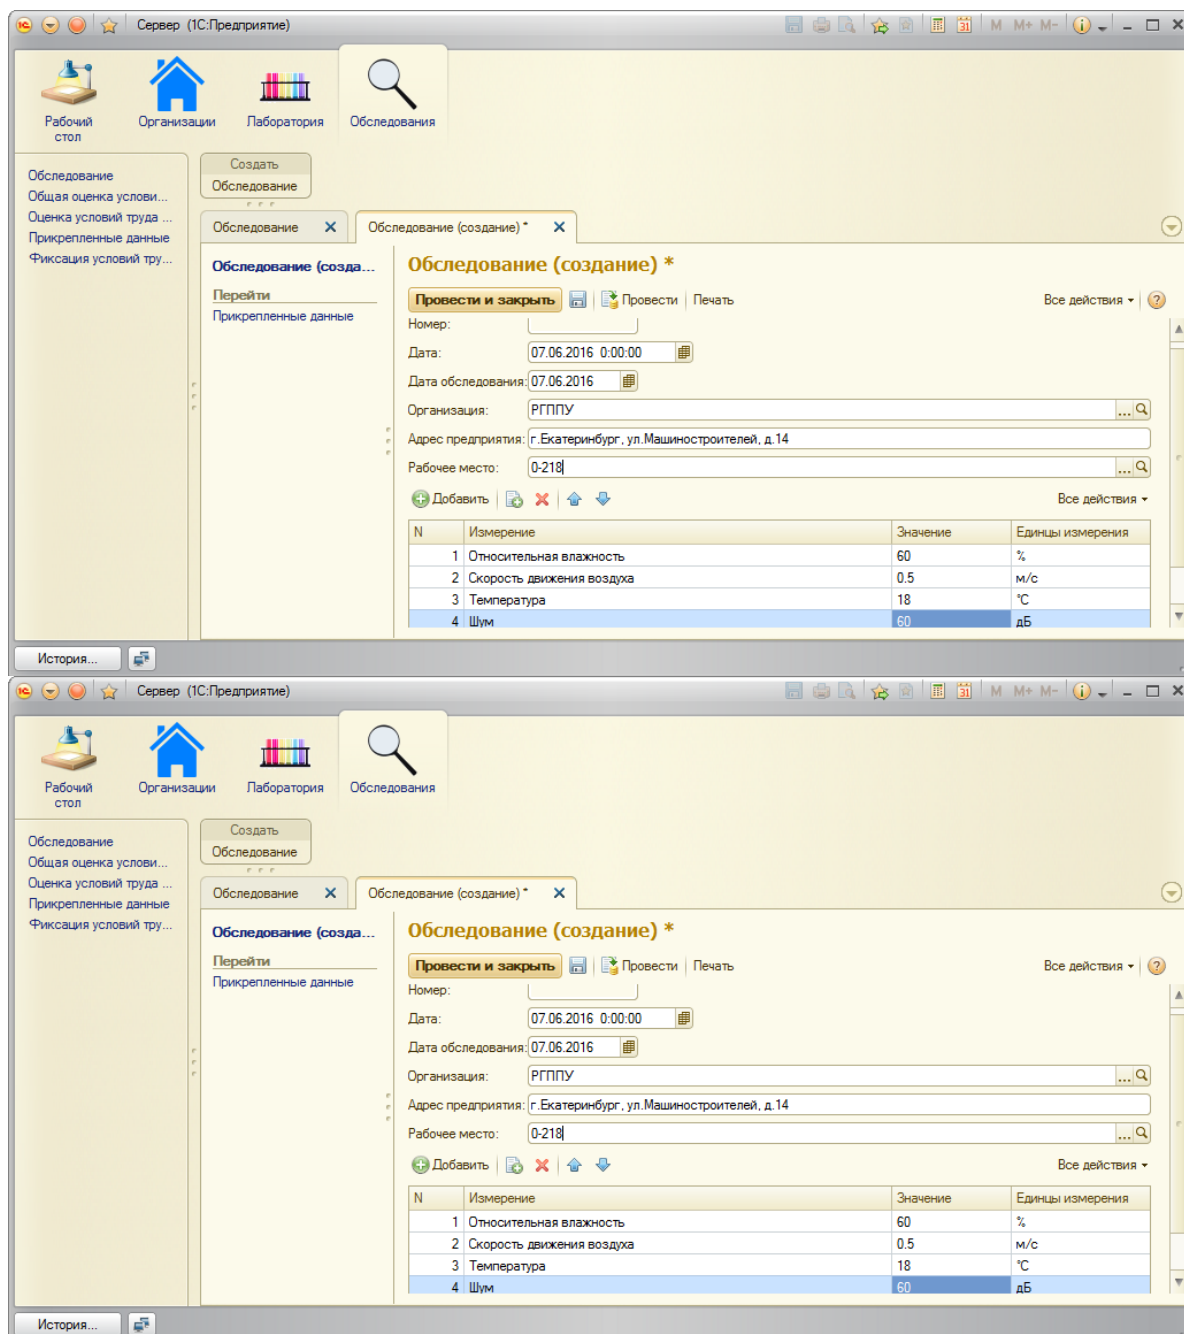 Сервер (1С:Предприятие)
M M+ M-
31
Рабочий стол
Организации
Лаборатория
Обследования
Создать
Обследование
Обследование
Общая оценка услови...
Оценка условий труда ...
Прикрепленные данные
Фиксация условий тру...
Обследование
Обследование (создание) *
Обследование (созда...
Перейти
Прикрепленные данные
Обследование (создание) *
Провести и закрыть Провести Печать Все действия
Номер:
Дата: 07.06.2016 0:00:00
Дата обследования: 07.06.2016
Организация: РГППУ
Адрес предприятия: г.Екатеринбург, ул.Машиностроителей, д.14
Рабочее место: 0-218
Добавить Все действия
N Измерение Значение Единцы измерения
1 Относительная влажность 60 %
2 Скорость движения воздуха 0.5 м/с
3 Температура 18 °С
4 Шум 60 дБ
История...
Сервер (1С:Предприятие)
M M+ M-
31
Рабочий стол
Организации
Лаборатория
Обследования
Создать
Обследование
Обследование
Общая оценка услови...
Оценка условий труда ...
Прикрепленные данные
Фиксация условий тру...
Обследование
Обследование (создание) *
Обследование (созда...
Перейти
Прикрепленные данные
Обследование (создание) *
Провести и закрыть Провести Печать Все действия
Номер:
Дата: 07.06.2016 0:00:00
Дата обследования: 07.06.2016
Организация: РГППУ
Адрес предприятия: г.Екатеринбург, ул.Машиностроителей, д.14
Рабочее место: 0-218
Добавить Все действия
N Измерение Значение Единцы измерения
1 Относительная влажность 60 %
2 Скорость движения воздуха 0.5 м/с
3 Температура 18 °С
4 Шум 60 дБ
История...